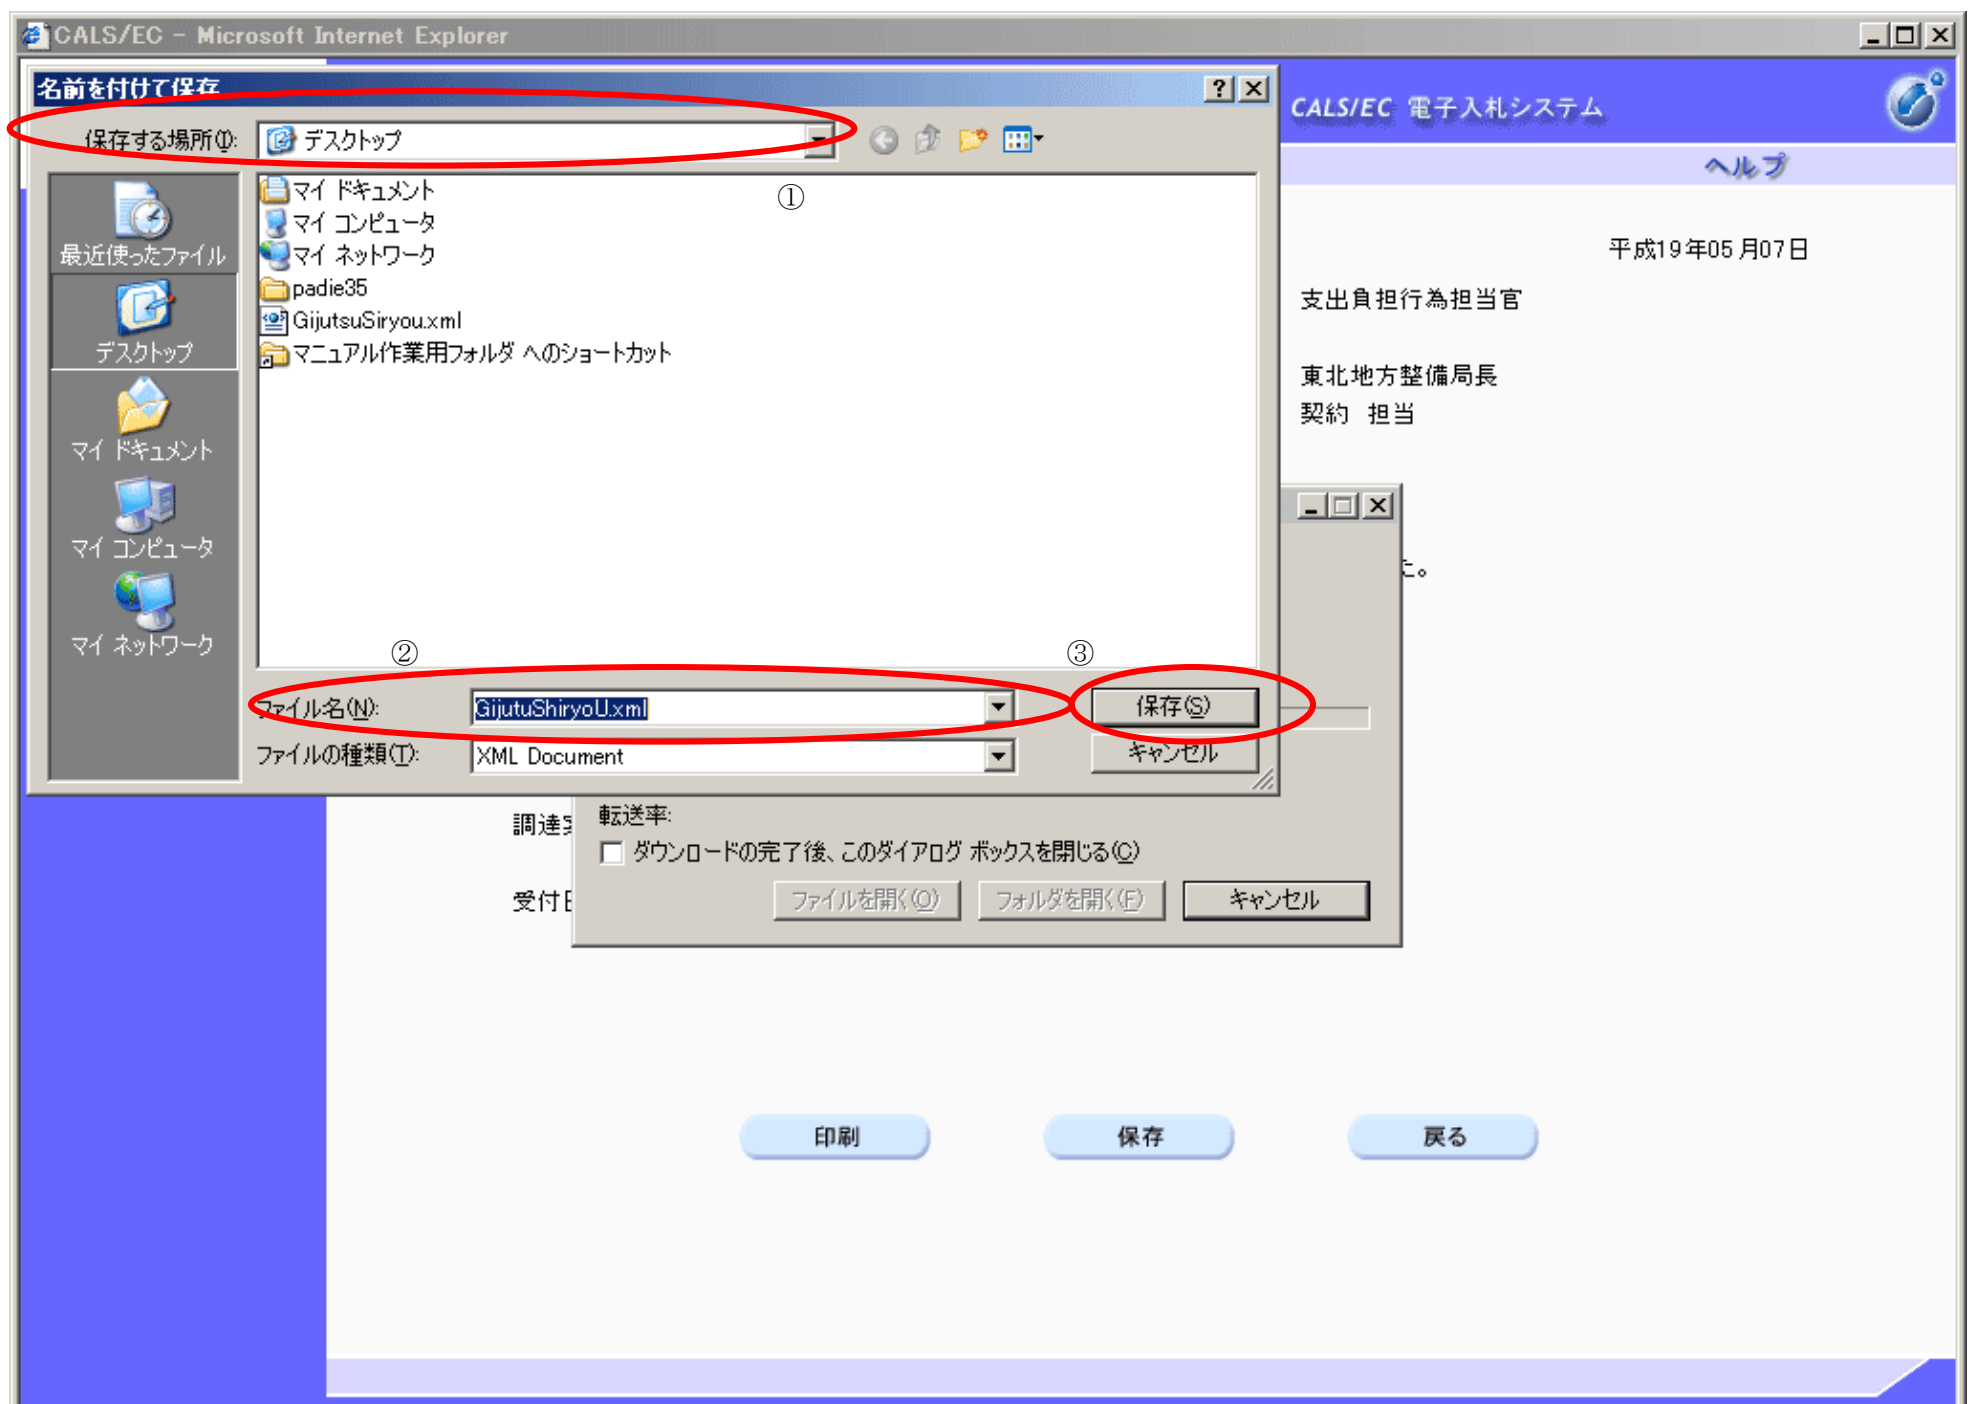 CALS/EC - Microsoft Internet Explorer
名前を付けて保存
CALS/EC 電子入札システム
保存する場所(I):
デスクトップ
ヘルプ
①
マイ ドキュメント
マイ コンピュータ
マイ ネットワーク
padie35
GijutsuSiryou.xml
マニュアル作業用フォルダ へのショートカット
最近使ったファイル
デスクトップ
マイ ドキュメント
マイ コンピュータ
マイ ネットワーク
平成19年05月07日
支出負担行為担当官
東北地方整備局長
契約 担当
た。
②
③
ファイル名(N):
GijutuShiryoU.xml
保存(S)
ファイルの種類(T):
XML Document
キャンセル
調達
転送率:
ダウンロードの完了後、このダイアログ ボックスを閉じる(C)
受付
ファイルを開く(O)
フォルダを開く(F)
キャンセル
印刷
保存
戻る